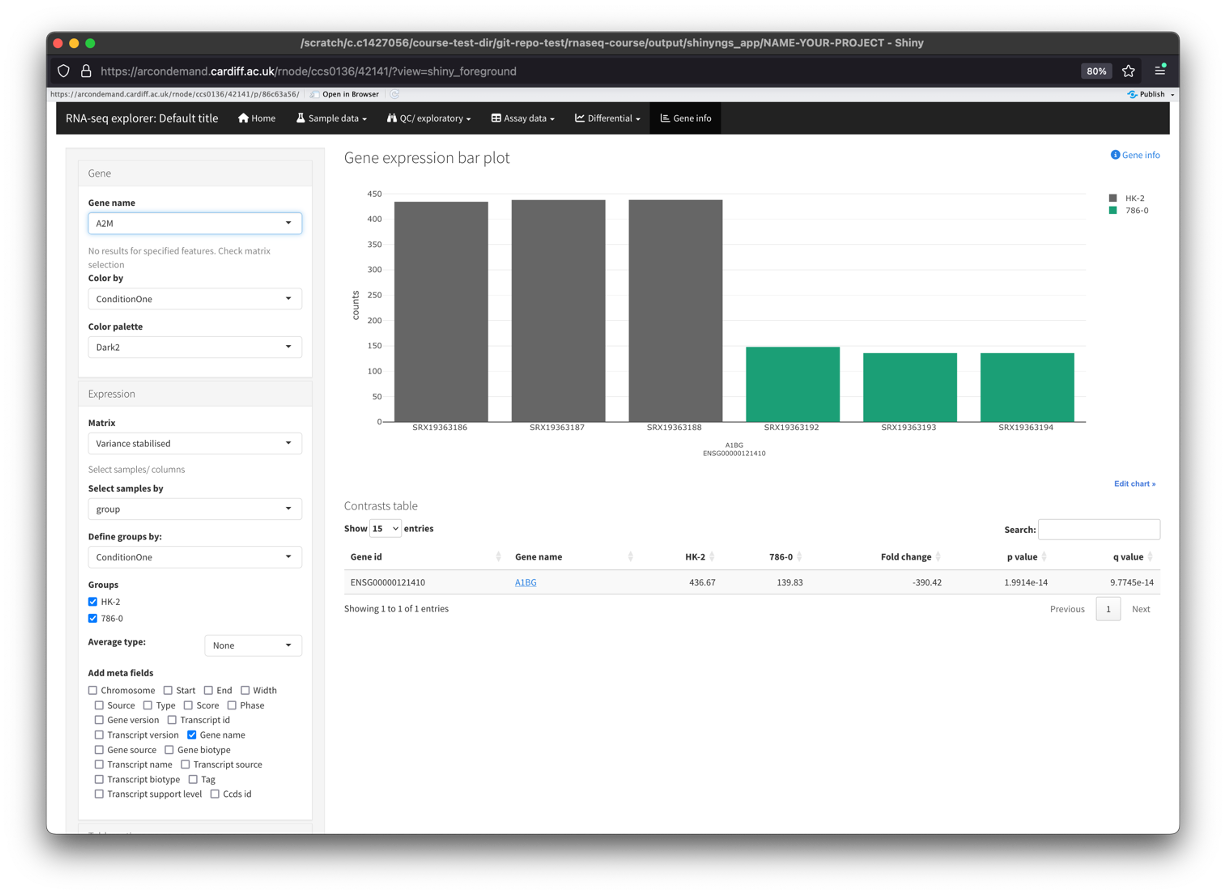 /scratch/c.c1427056/course-test-dir/git-repo-test/rnaseq-course/output/shinyngs_app/NAME-YOUR-PROJECT - Shiny
https://arcondemand.cardiff.ac.uk/rnode/ccs0136/42141/?view=shiny_foreground 80%
https://arcondemand.cardiff.ac.uk/rnode/ccs0136/42141/p/86c63a56/ Open in Browser Publish
RNA-seq explorer: Default title Home Sample data QC/ exploratory Assay data Differential Gene info
Gene
Gene name
A2M
No results for specified features. Check matrix
selection
Color by
ConditionOne
Color palette
Dark2
Expression
Matrix
Variance stabilised
Select samples/ columns
Select samples by
group
Define groups by:
ConditionOne
Groups
HK-2
786-0
Average type: None
Add meta fields
Chromosome Start End Width
Source Type Score Phase
Gene version Transcript id
Transcript version Gene name
Gene source Gene biotype
Transcript name Transcript source
Transcript biotype Tag
Transcript support level Ccds id
Gene expression bar plot
Gene info
450
400
350
300
250
200
150
100
50
0
counts
HK-2
786-0
SRX19363186 SRX19363187 SRX19363188 SRX19363192 SRX19363193 SRX19363194
A1BG
ENSG00000121410
Edit chart »
Contrasts table
Show 15 entries
Search:
Gene id Gene name HK-2 786-0 Fold change p value q value
ENSG00000121410 A1BG 436.67 139.83 -390.42 1.9914e-14 9.7745e-14
Showing 1 to 1 of 1 entries
Previous 1 Next